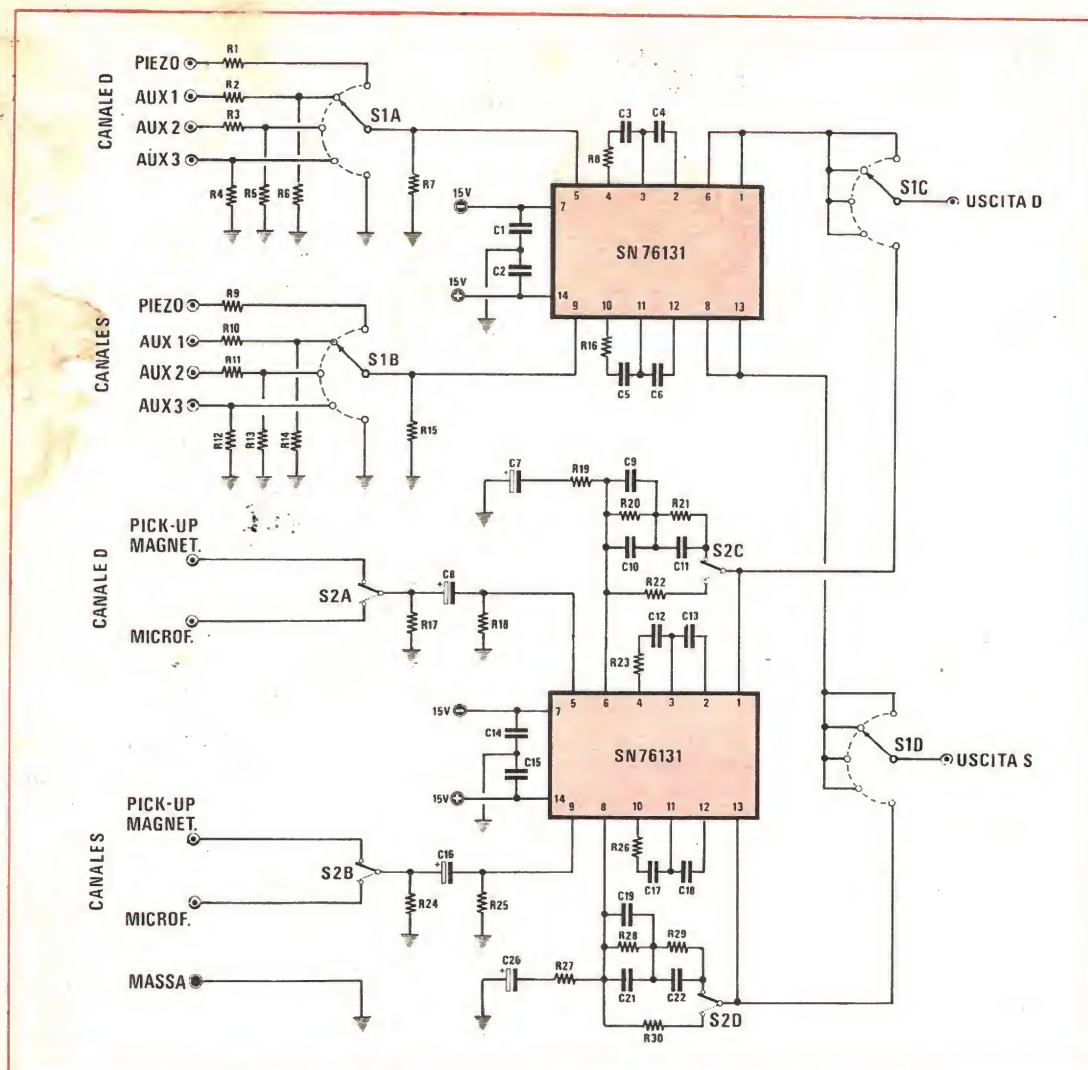 CANALE D
PIEZO
AUX 1
AUX 2
AUX 3
R1
R2
R3
R4
R5
R6
S1A
R7
15V
15V
C1
C2
R8
C3
C4
5
4
3
2
6
1
7
SN 76131
14
9
10
11
12
8
13
R16
C5
C6
S1C
USCITA D
CANALE S
PIEZO
AUX 1
AUX 2
AUX 3
R9
R10
R11
R12
R13
R14
S1B
R15
CANALE D
PICK-UP
MAGNET.
MICROF.
S2A
R17
C8
R18
C7
R19
C9
R20
R21
C10
C11
S2C
R22
C12
C13
R23
5
6
4
3
2
1
15V
7
C14
C15
15V
14
SN 76131
9
8
10
11
12
13
S1D
USCITA S
CANALE S
PICK-UP
MAGNET.
MICROF.
S2B
R24
C16
R25
R26
C17
C18
C19
R28
R29
C26
R27
C21
C22
S2D
R30
MASSA